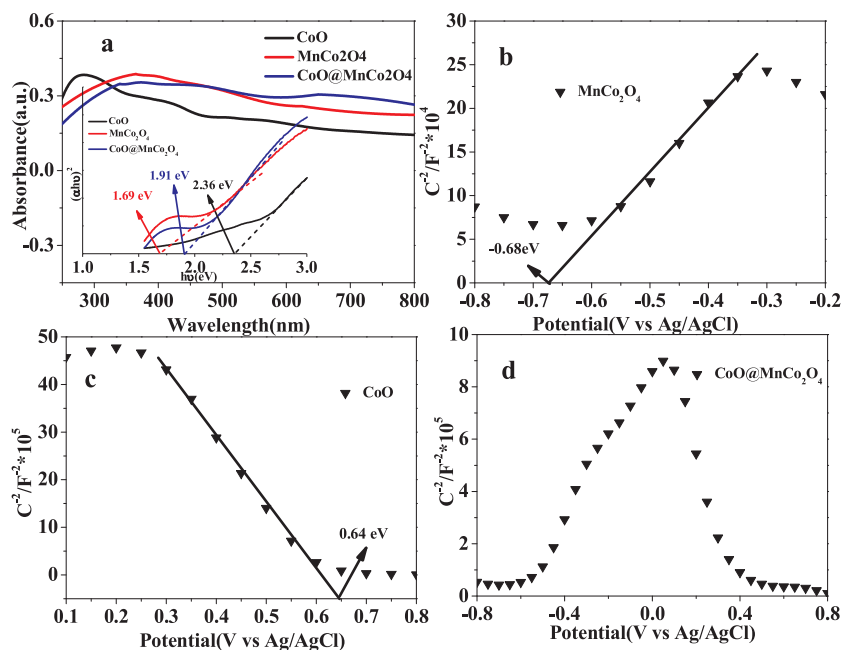 a
CoO
MnCo2O4
CoO@MnCo2O4
0.6
0.3
0.0
-0.3
Absorbance(a.u.)
CoO
MnCo₂O₄
CoO@MnCo₂O₄
(αhυ)²
1.69 eV
1.91 eV
2.36 eV
1.0 1.5 2.0 2.5 3.0
hυ(eV)
300 400 500 600 700 800
Wavelength(nm)
b
MnCo₂O₄
30
25
20
15
10
5
0
C⁻²/F⁻²*10⁴
-0.68eV
-0.8 -0.7 -0.6 -0.5 -0.4 -0.3 -0.2
Potential(V vs Ag/AgCl)
c
CoO
50
40
30
20
10
0
C⁻²/F⁻²*10⁵
0.64 eV
0.1 0.2 0.3 0.4 0.5 0.6 0.7 0.8
Potential(V vs Ag/AgCl)
d
CoO@MnCo₂O₄
10
8
6
4
2
0
C⁻²/F⁻²*10⁵
-0.8 -0.4 0.0 0.4 0.8
Potential(V vs Ag/AgCl)